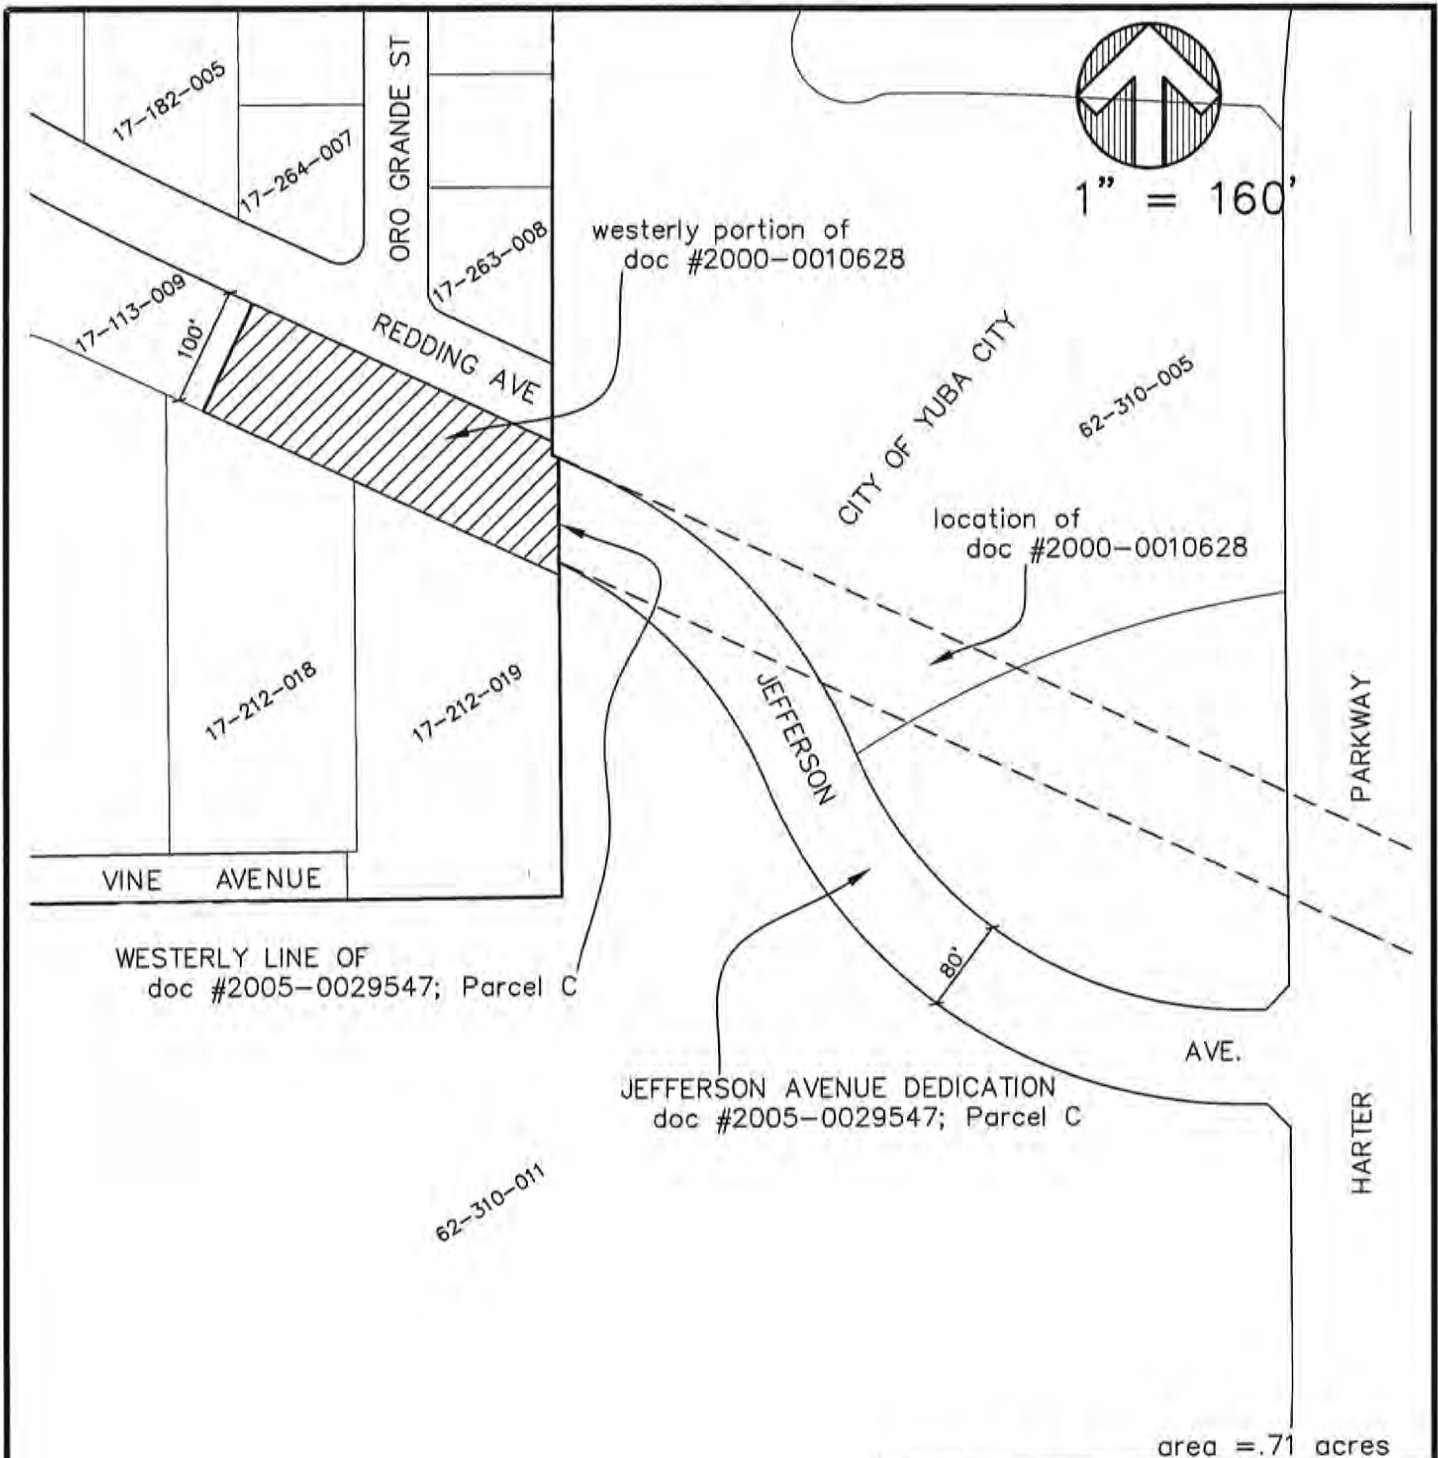 17-182-005
17-264-007
ORO GRANDE ST
1" = 160'
17-263-008
westerly portion of
doc #2000-0010628
17-113-009
100'
REDDING AVE
CITY OF YUBA CITY
62-310-005
location of
doc #2000-0010628
17-212-018
17-212-019
JEFFERSON
PARKWAY
VINE AVENUE
WESTERLY LINE OF
doc #2005-0029547; Parcel C
80'
AVE.
JEFFERSON AVENUE DEDICATION
doc #2005-0029547; Parcel C
HARTER
62-310-011
area =.71 acres